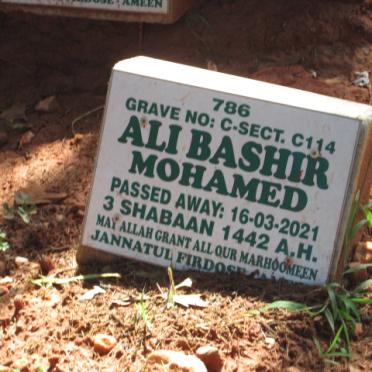 786
GRAVE NO: C-SECT. C114
ALI BASHIR
MOHAMED
PASSED AWAY: 16-03-2021
3 SHABAAN 1442 A.H.
MAY ALLAH GRANT ALL OUR MARHOOMEEN
JANNATUL FIRDOSE
AMEEN